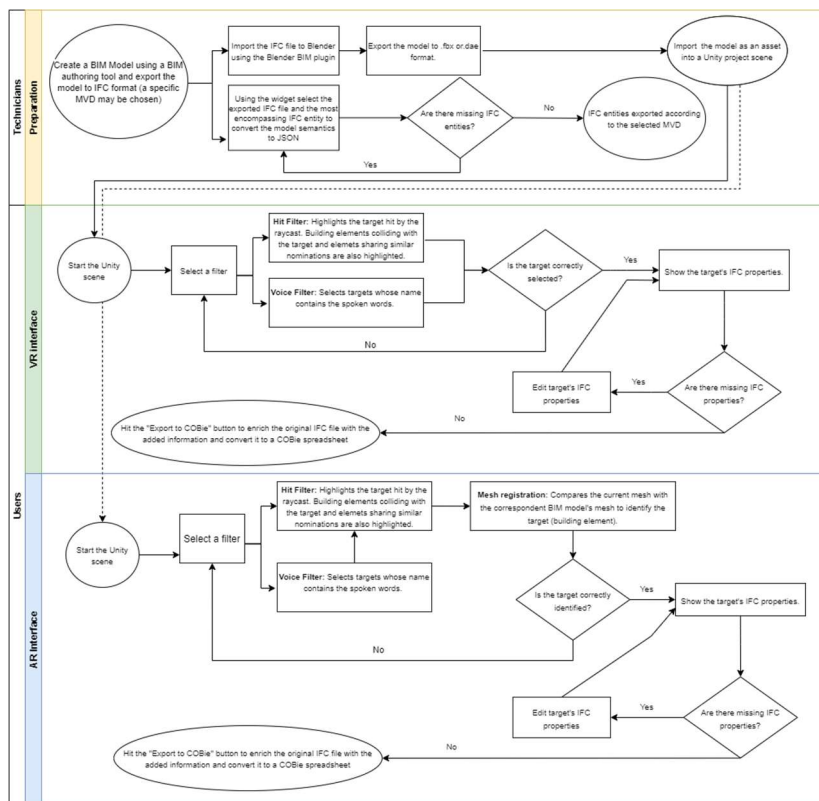 Technicians
Preparation
Create a BIM Model using a BIM
authoring tool and export the
model to IFC format (a specific
MVD may be chosen)
Import the IFC file to Blender
using the Blender BIM plugin
Export the model to .fbx or.dae
format.
Import the model as an asset
into a Unity project scene
Using the widget select the
exported IFC file and the most
encompassing IFC entity to
convert the model semantics
to JSON
Are there missing IFC
entities?
No
Yes
IFC entities exported
according to the selected MVD
Users
VR interface
Start the Unity
scene
Select a filter
Hit Filter: Highlights the target hit by the
raycast. Building elements colliding with
the target and elemets sharing similar
nominations are also highlighted.
Voice Filter: Selects targets whose name
contains the spoken words.
Is the target correctly
selected?
Yes
No
Show the target's IFC properties.
Are there missing IFC
properties?
Yes
Edit target's IFC
properties
No
Hit the "Export to COBie" button to enrich the original IFC file with the
added information and convert it to a COBie spreadsheet
AR Interface
Start the Unity
scene
Select a filter
Hit Filter: Highlights the target hit by the
raycast. Building elements colliding with
the target and elemets sharing similar
nominations are also highlighted.
Voice Filter: Selects targets whose name
contains the spoken words.
Mesh registration: Compares the current mesh with
the correspondent BIM model's mesh to identify the
target (building element).
Is the target correctly
identified?
Yes
No
Show the target's IFC properties.
Are there missing IFC
properties?
Yes
Edit target's IFC
properties
No
Hit the "Export to COBie" button to enrich the original IFC file with the
added information and convert it to a COBie spreadsheet